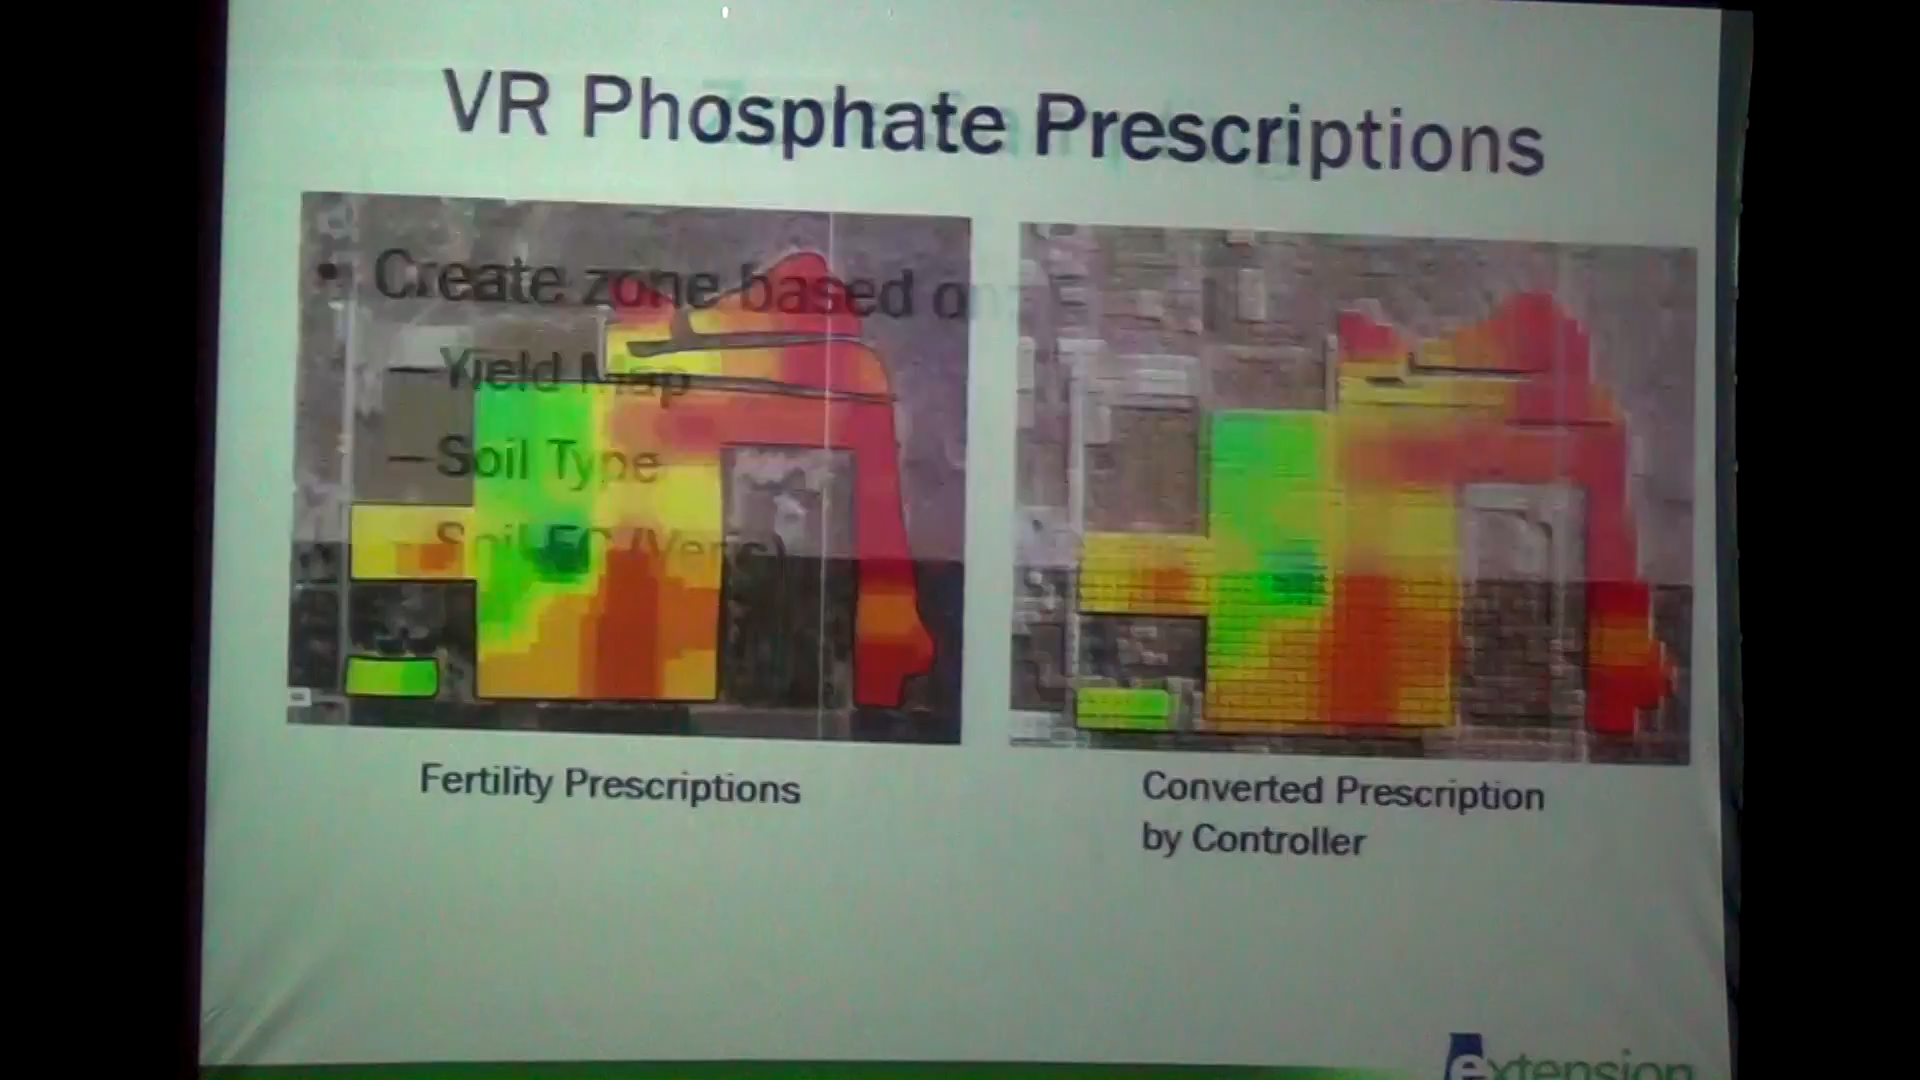 VR Phosphate Prescriptions
• Create zone based on
—Yield Map
—Soil Type
Soil EC (Veris)
Fertility Prescriptions
Converted Prescription
by Controller
extension